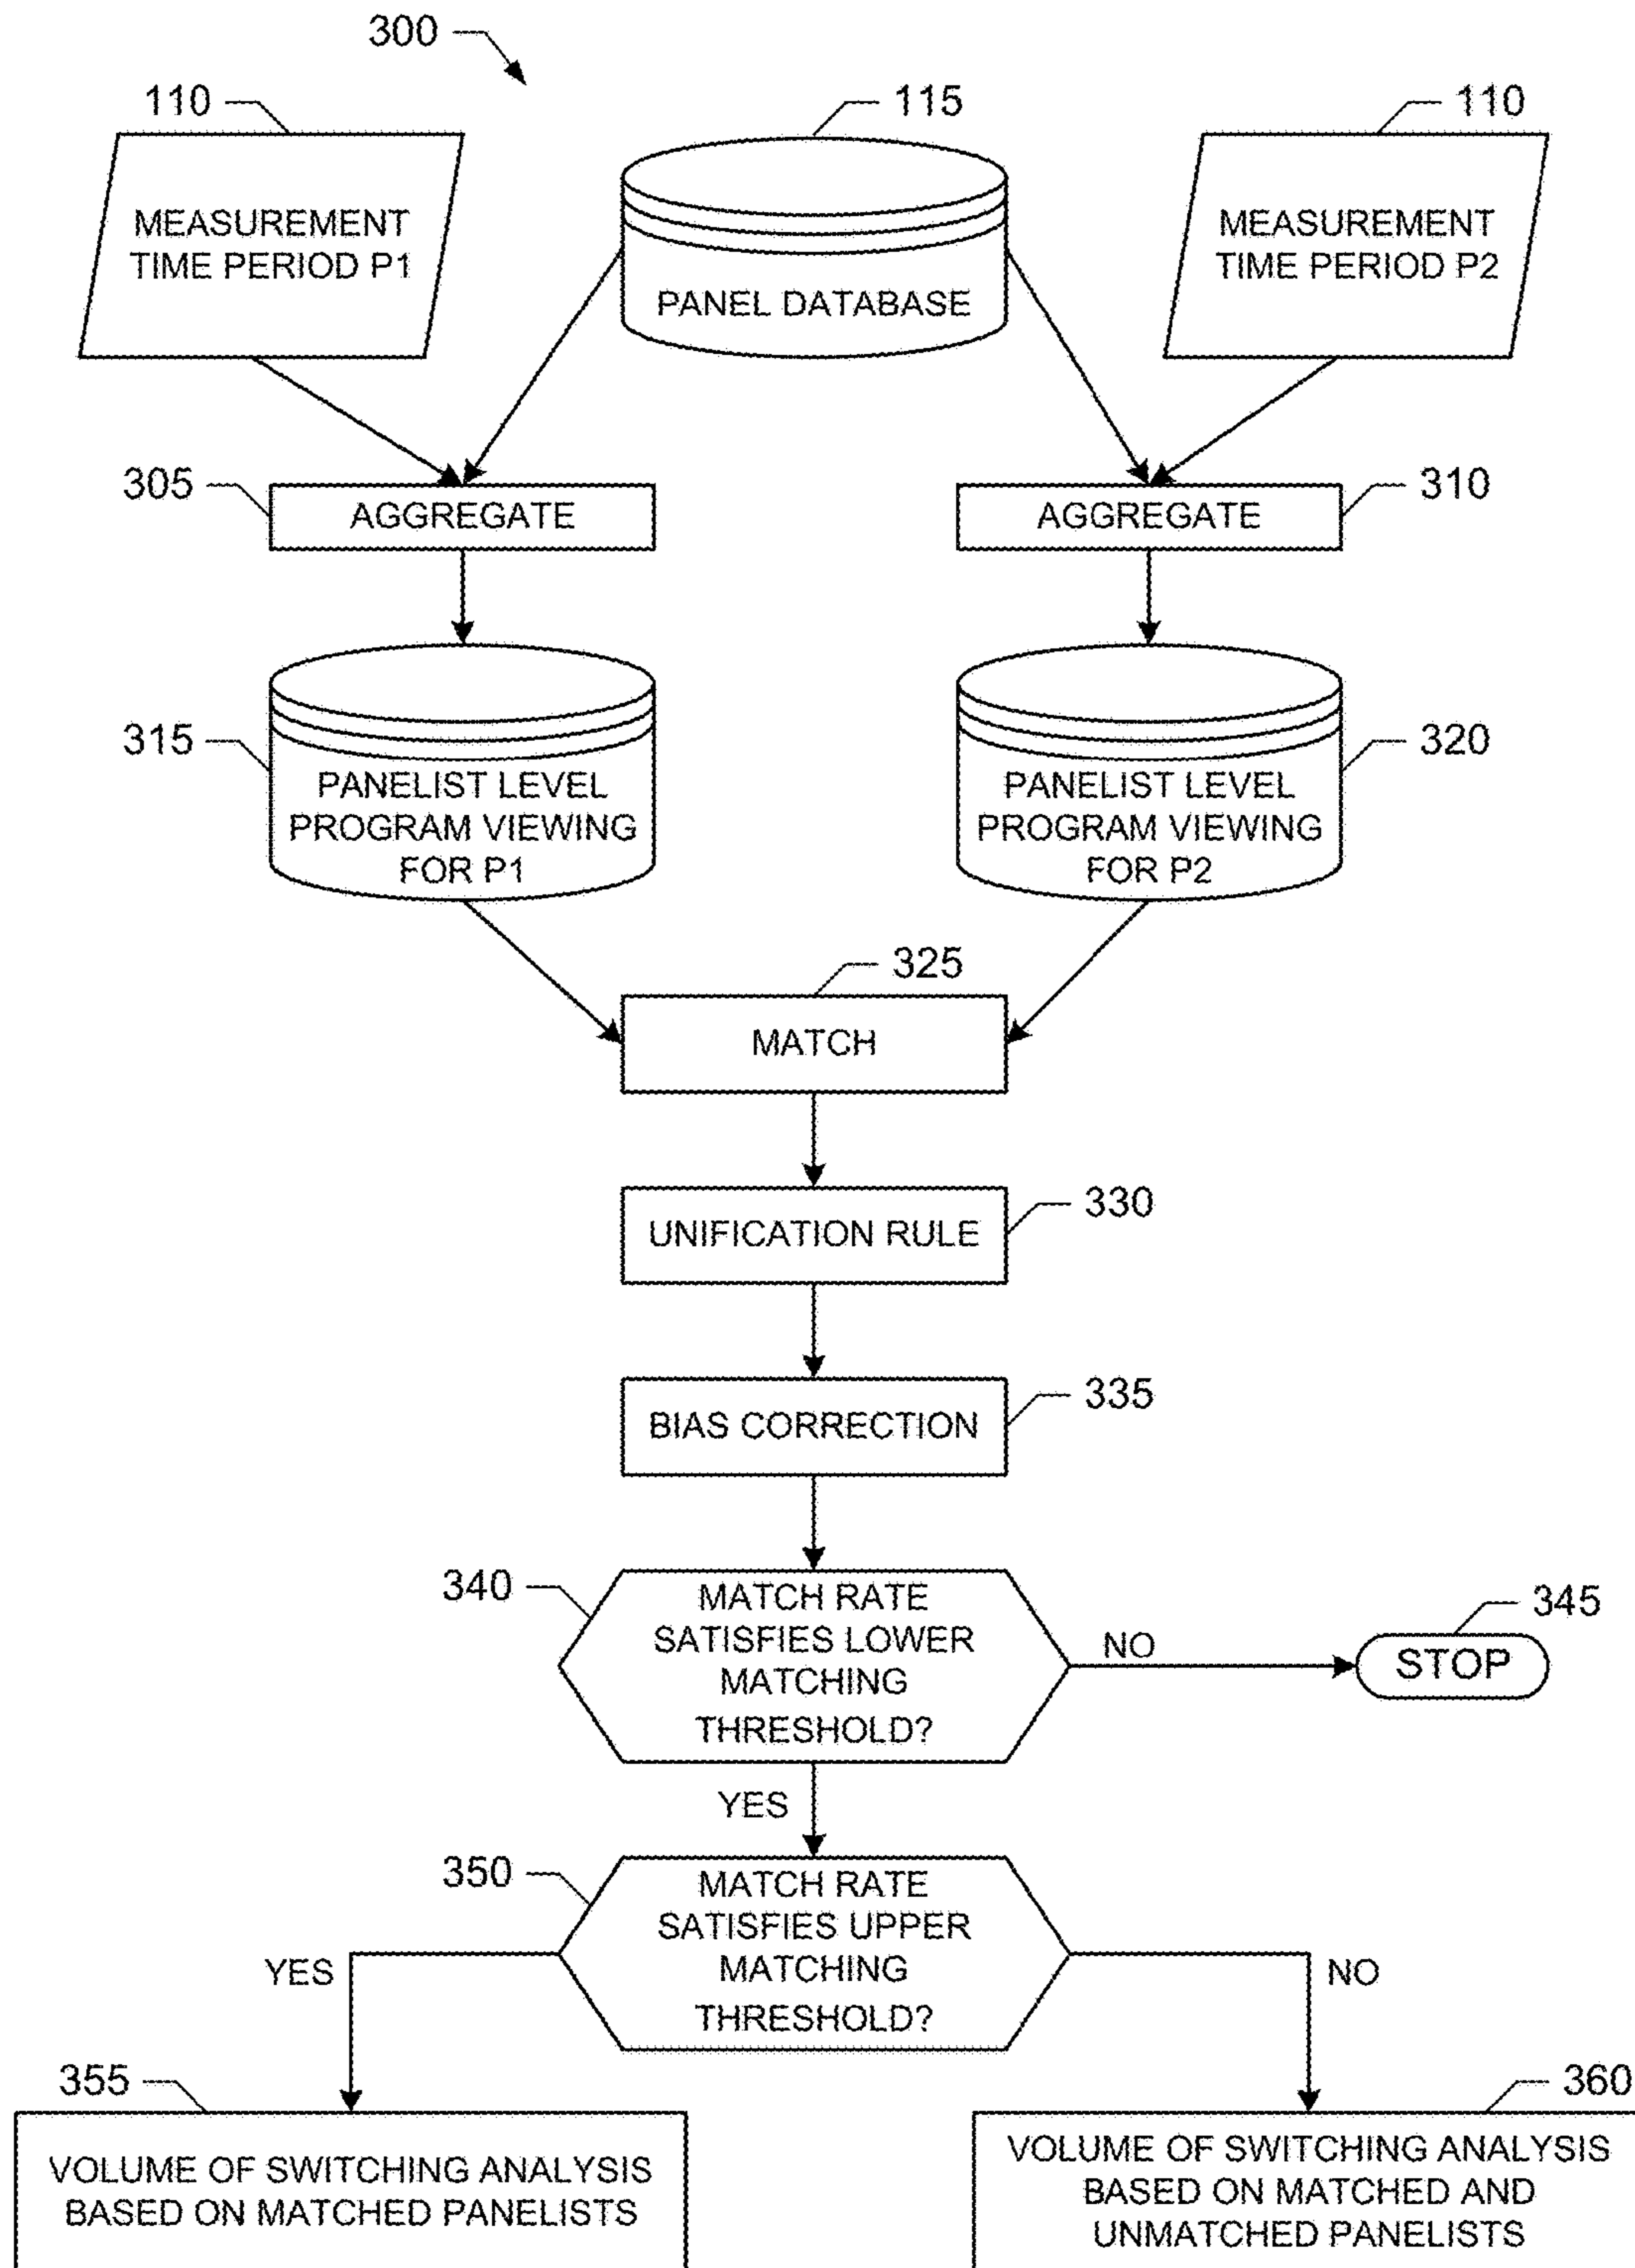 300
110
115
110
MEASUREMENT
TIME PERIOD P1
PANEL DATABASE
MEASUREMENT
TIME PERIOD P2
305
AGGREGATE
AGGREGATE
310
315
PANELIST LEVEL
PROGRAM VIEWING
FOR P1
PANELIST LEVEL
PROGRAM VIEWING
FOR P2
320
325
MATCH
UNIFICATION RULE
330
BIAS CORRECTION
335
340
MATCH RATE
SATISFIES LOWER
MATCHING
THRESHOLD?
NO
345
STOP
YES
350
MATCH RATE
SATISFIES UPPER
MATCHING
THRESHOLD?
YES
NO
355
VOLUME OF SWITCHING ANALYSIS
BASED ON MATCHED PANELISTS
360
VOLUME OF SWITCHING ANALYSIS
BASED ON MATCHED AND
UNMATCHED PANELISTS